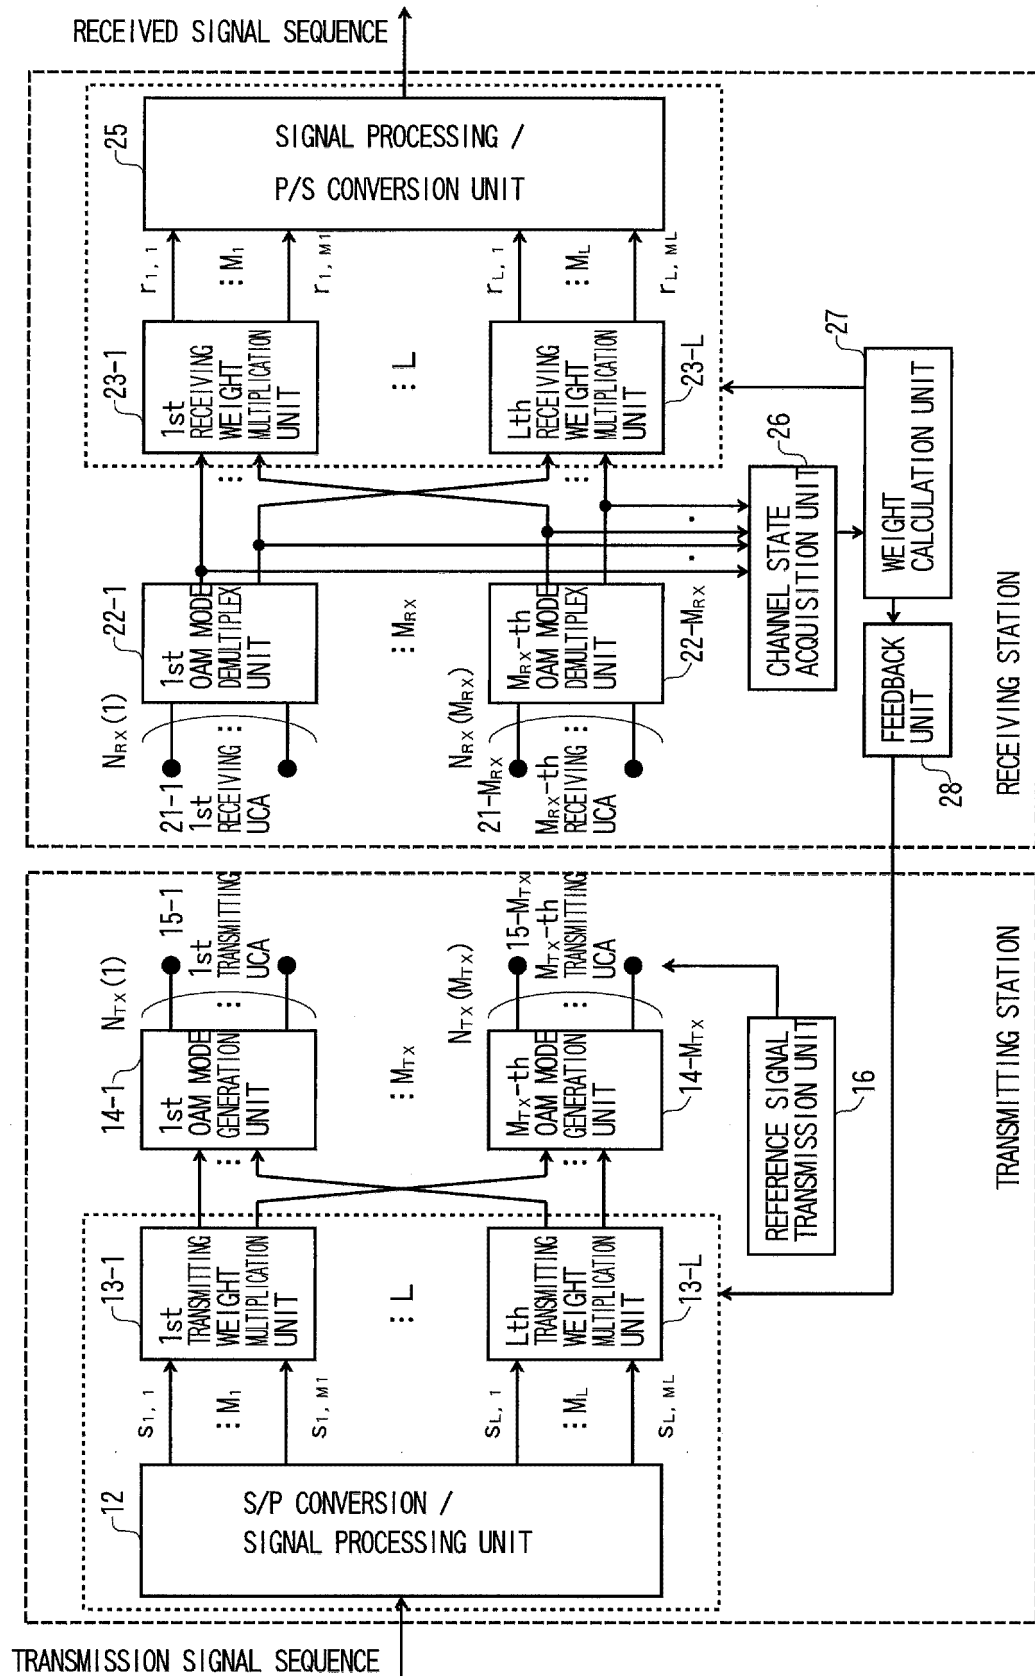 RECEIVED SIGNAL SEQUENCE
25
SIGNAL PROCESSING /
P/S CONVERSION UNIT
r1, 1
⋮M1
r1, M1
rL, 1
⋮ML
rL, ML
23-1
1st
RECEIVING
WEIGHT
MULTIPLICATION
UNIT
⋮L
Lth
RECEIVING
WEIGHT
MULTIPLICATION
UNIT
23-L
27
WEIGHT
CALCULATION UNIT
26
CHANNEL STATE
ACQUISITION UNIT
22-1
1st
OAM MODE
DEMULTIPLEX
UNIT
⋮MRX
MRX-th
OAM MODE
DEMULTIPLEX
UNIT
22-MRX
FEEDBACK
UNIT
28
NRX(1)
21-1
1st
RECEIVING
UCA
NRX(MRX)
21-MRX
MRX-th
RECEIVING
UCA
RECEIVING STATION
NTX(1)
15-1
1st
TRANSMITTING
UCA
NTX(MTX)
15-MTX
MTX-th
TRANSMITTING
UCA
14-1
1st
OAM MODE
GENERATION
UNIT
⋮MTX
MTX-th
OAM MODE
GENERATION
UNIT
14-MTX
REFERENCE SIGNAL
TRANSMISSION UNIT
16
TRANSMITTING STATION
13-1
1st
TRANSMITTING
WEIGHT
MULTIPLICATION
UNIT
⋮L
Lth
TRANSMITTING
WEIGHT
MULTIPLICATION
UNIT
13-L
S1, 1
⋮M1
S1, M1
SL, 1
⋮ML
SL, ML
12
S/P CONVERSION /
SIGNAL PROCESSING UNIT
TRANSMISSION SIGNAL SEQUENCE